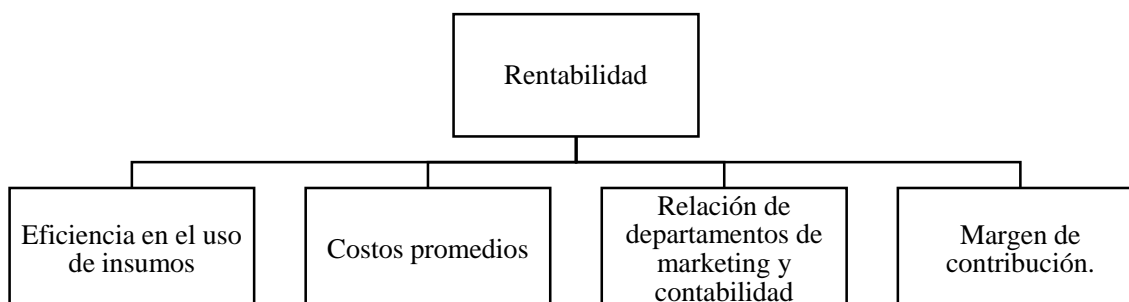 Rentabilidad
Eficiencia en el uso
de insumos
Costos promedios
Relación de
departamentos de
marketing y
contabilidad
Margen de
contribución.